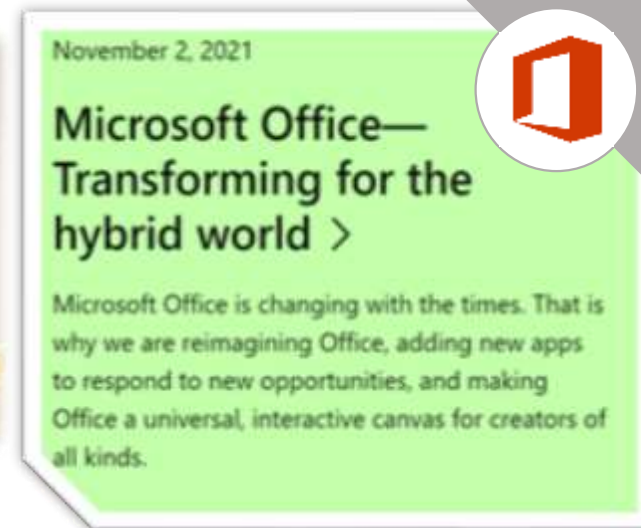 November 2, 2021
Microsoft Office—
Transforming for the
hybrid world >
Microsoft Office is changing with the times. That is
why we are reimagining Office, adding new apps
to respond to new opportunities, and making
Office a universal, interactive canvas for creators of
all kinds.